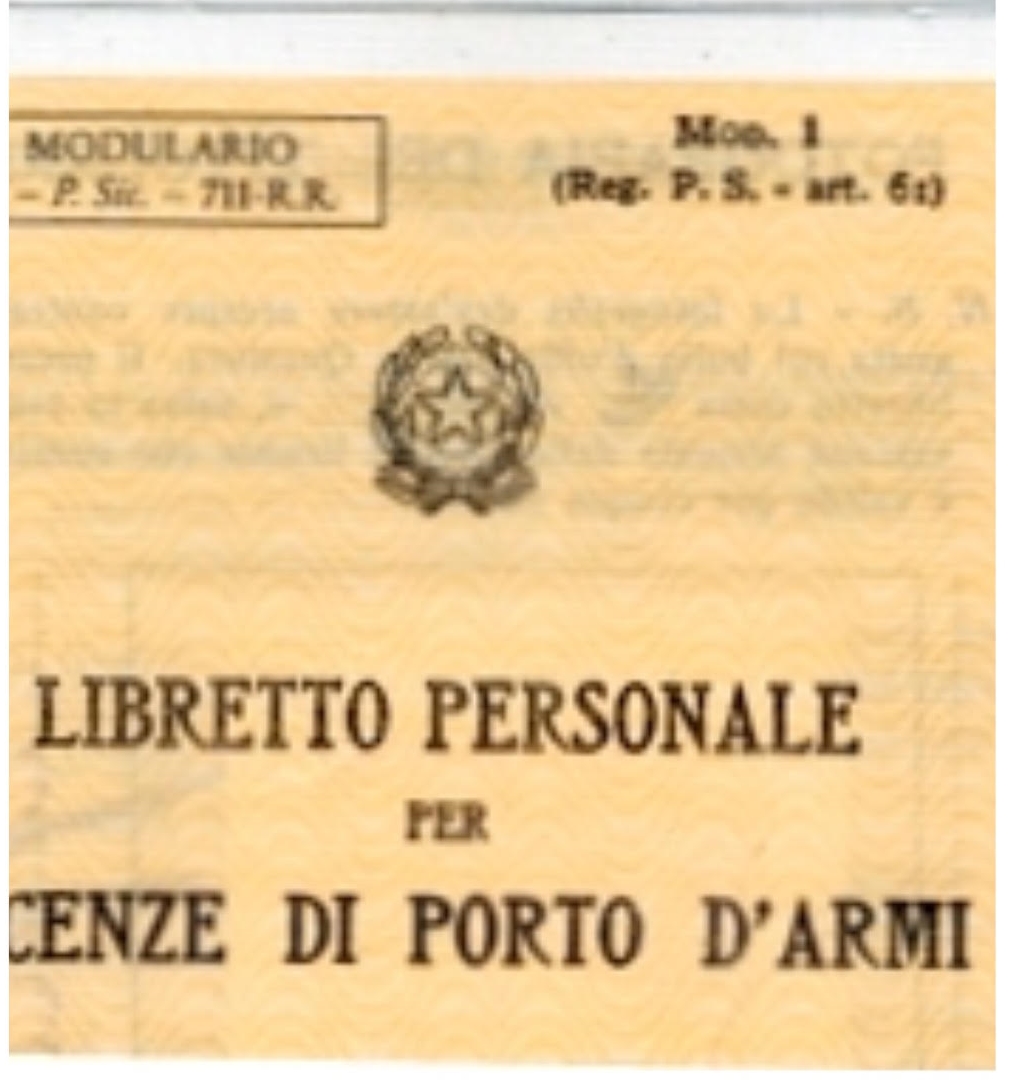 MODULARIO
– P. Sic. – 711-R.R.
Mod. 1
(Reg. P. S. - art. 61)
LIBRETTO PERSONALE
PER
CENZE DI PORTO D'ARMI